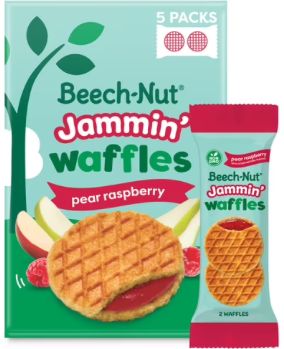 5 PACKS
Beech-Nut®
Jammin'
waffles
pear raspberry
pear raspberry
Beech-Nut®
Jammin'
waffles
2 WAFFLES